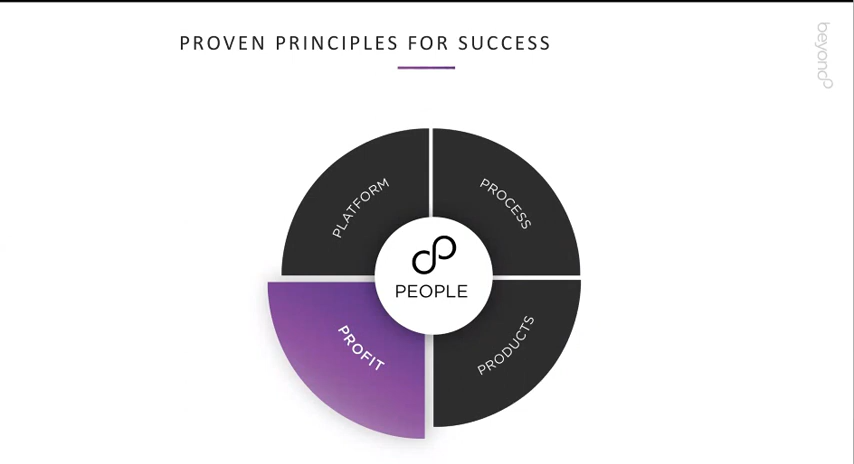 PROVEN PRINCIPLES FOR SUCCESS
beyond
PLATFORM
PROCESS
PEOPLE
PROFIT
PRODUCTS